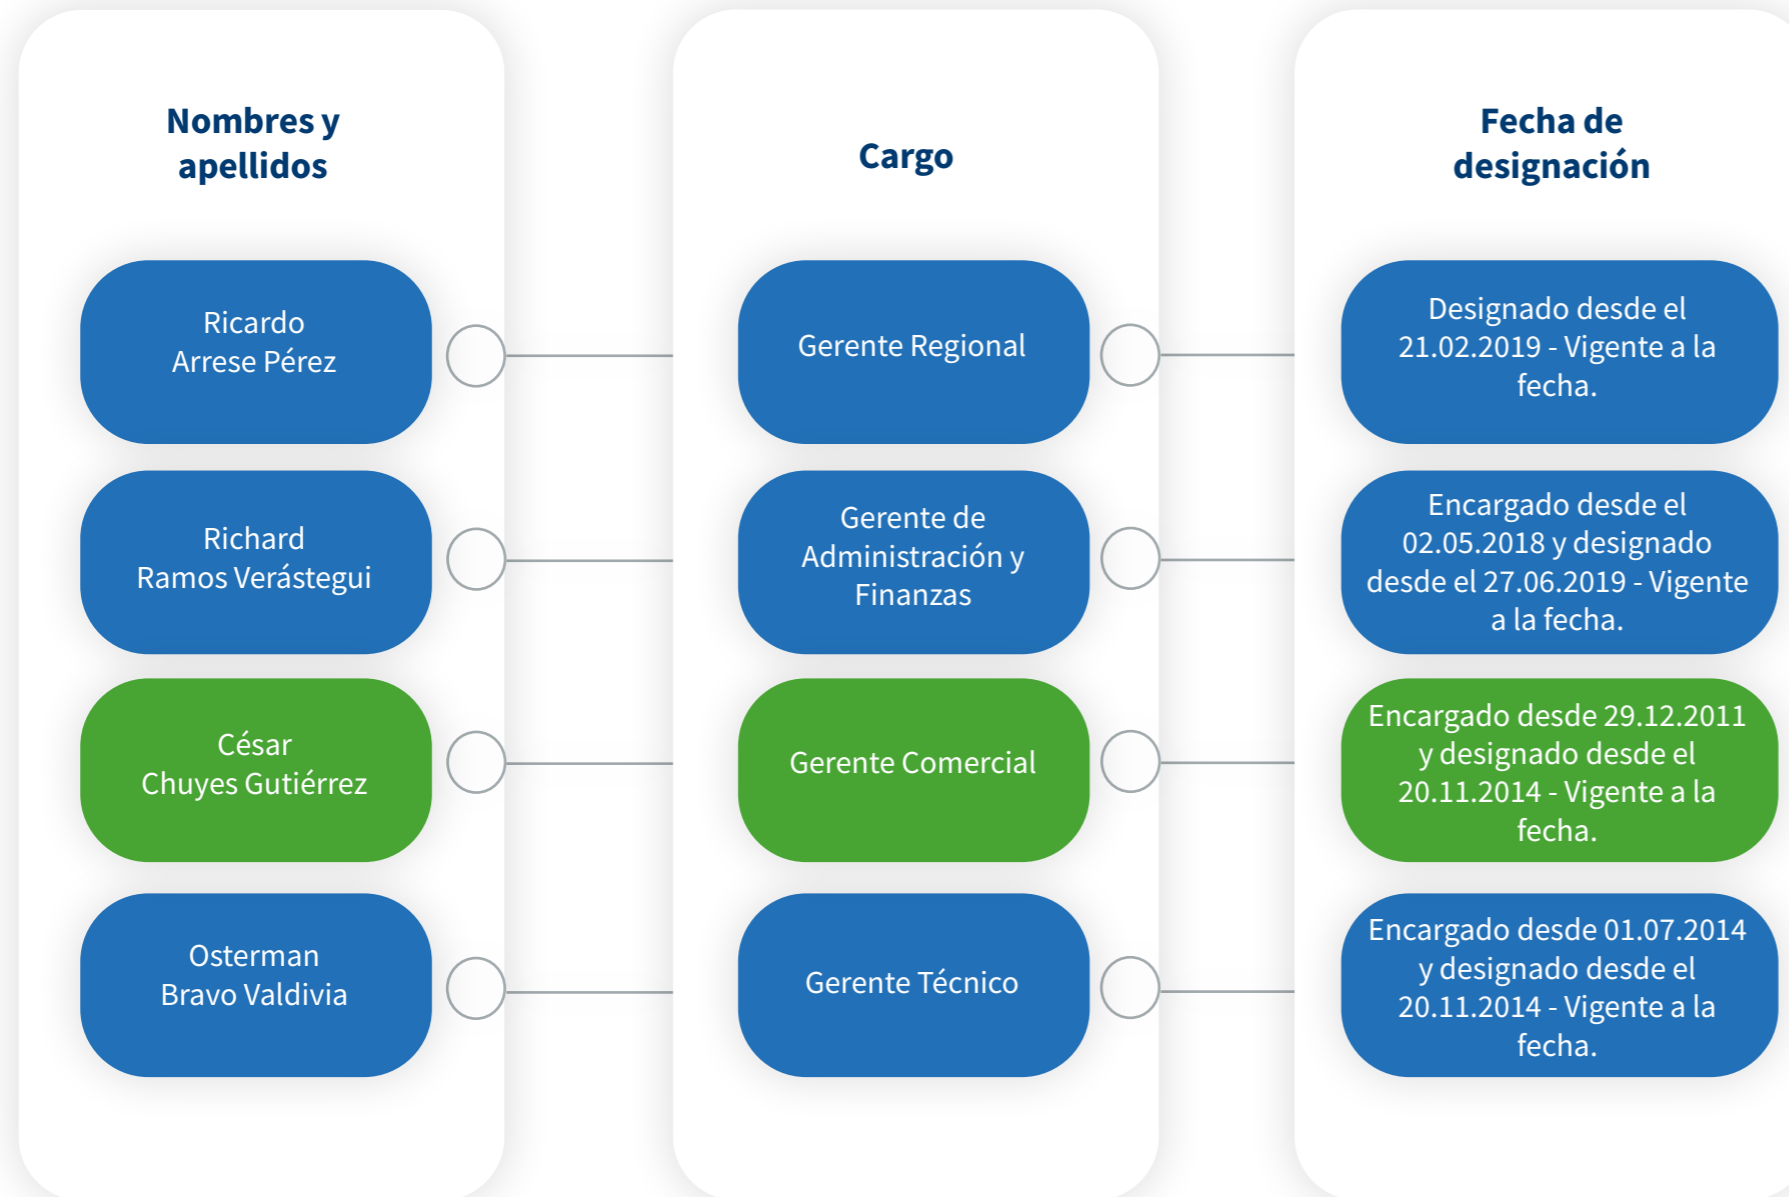 Nombres y
apellidos
Cargo
Fecha de
designación
Ricardo
Arrese Pérez
Gerente Regional
Designado desde el
21.02.2019 - Vigente a la
fecha.
Richard
Ramos Verástegui
Gerente de
Administración y
Finanzas
Encargado desde el
02.05.2018 y designado
desde el 27.06.2019 - Vigente
a la fecha.
César
Chuyes Gutiérrez
Gerente Comercial
Encargado desde 29.12.2011
y designado desde el
20.11.2014 - Vigente a la
fecha.
Osterman
Bravo Valdivia
Gerente Técnico
Encargado desde 01.07.2014
y designado desde el
20.11.2014 - Vigente a la
fecha.